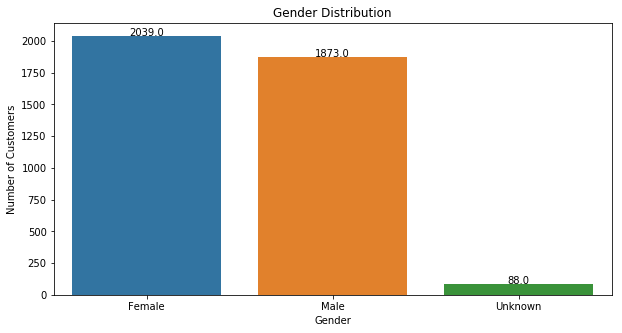 Gender Distribution
2039.0
1873.0
88.0
2000
1750
1500
1250
1000
750
500
250
0
Number of Customers
Female
Male
Unknown
Gender